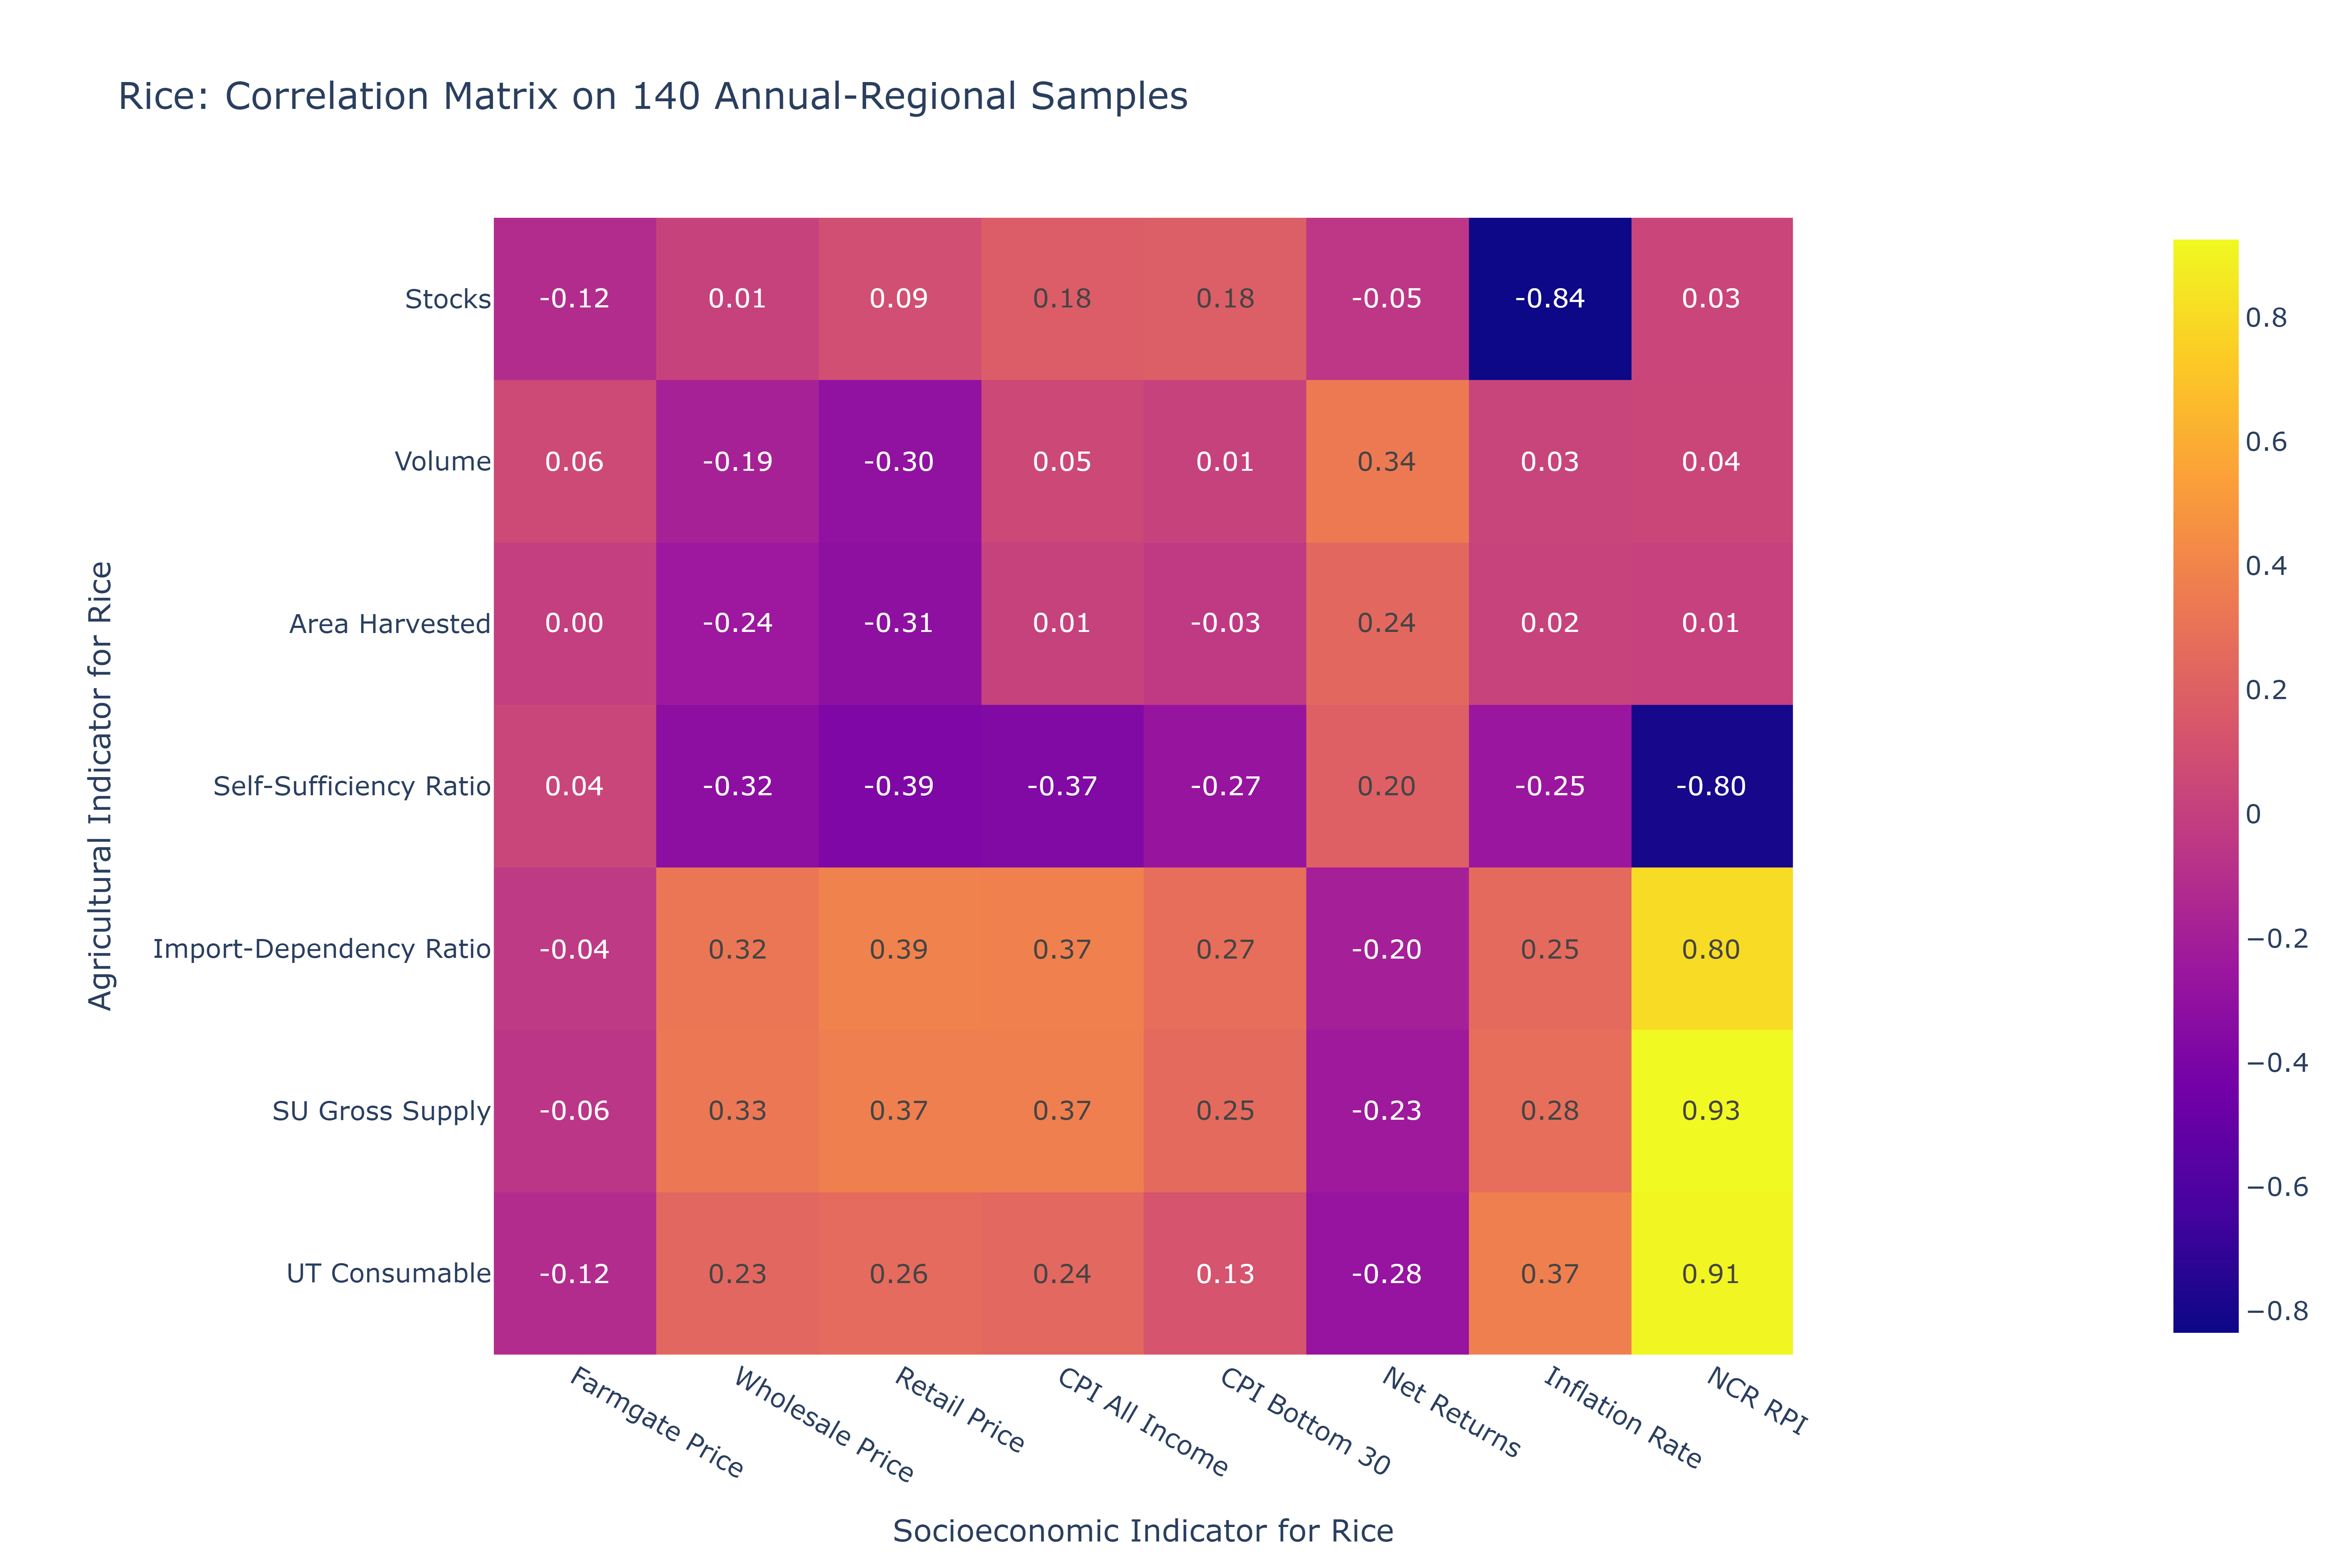 Rice: Correlation Matrix on 140 Annual-Regional Samples
Agricultural Indicator for Rice
Stocks -0.12 0.01 0.09 0.18 0.18 -0.05 -0.84 0.03
Volume 0.06 -0.19 -0.30 0.05 0.01 0.34 0.03 0.04
Area Harvested 0.00 -0.24 -0.31 0.01 -0.03 0.24 0.02 0.01
Self-Sufficiency Ratio 0.04 -0.32 -0.39 -0.37 -0.27 0.20 -0.25 -0.80
Import-Dependency Ratio -0.04 0.32 0.39 0.37 0.27 -0.20 0.25 0.80
SU Gross Supply -0.06 0.33 0.37 0.37 0.25 -0.23 0.28 0.93
UT Consumable -0.12 0.23 0.26 0.24 0.13 -0.28 0.37 0.91
Farmgate Price
Wholesale Price
Retail Price
CPI All Income
CPI Bottom 30
Net Returns
Inflation Rate
NCR RPI
Socioeconomic Indicator for Rice
0.8
0.6
0.4
0.2
0
−0.2
−0.4
−0.6
−0.8